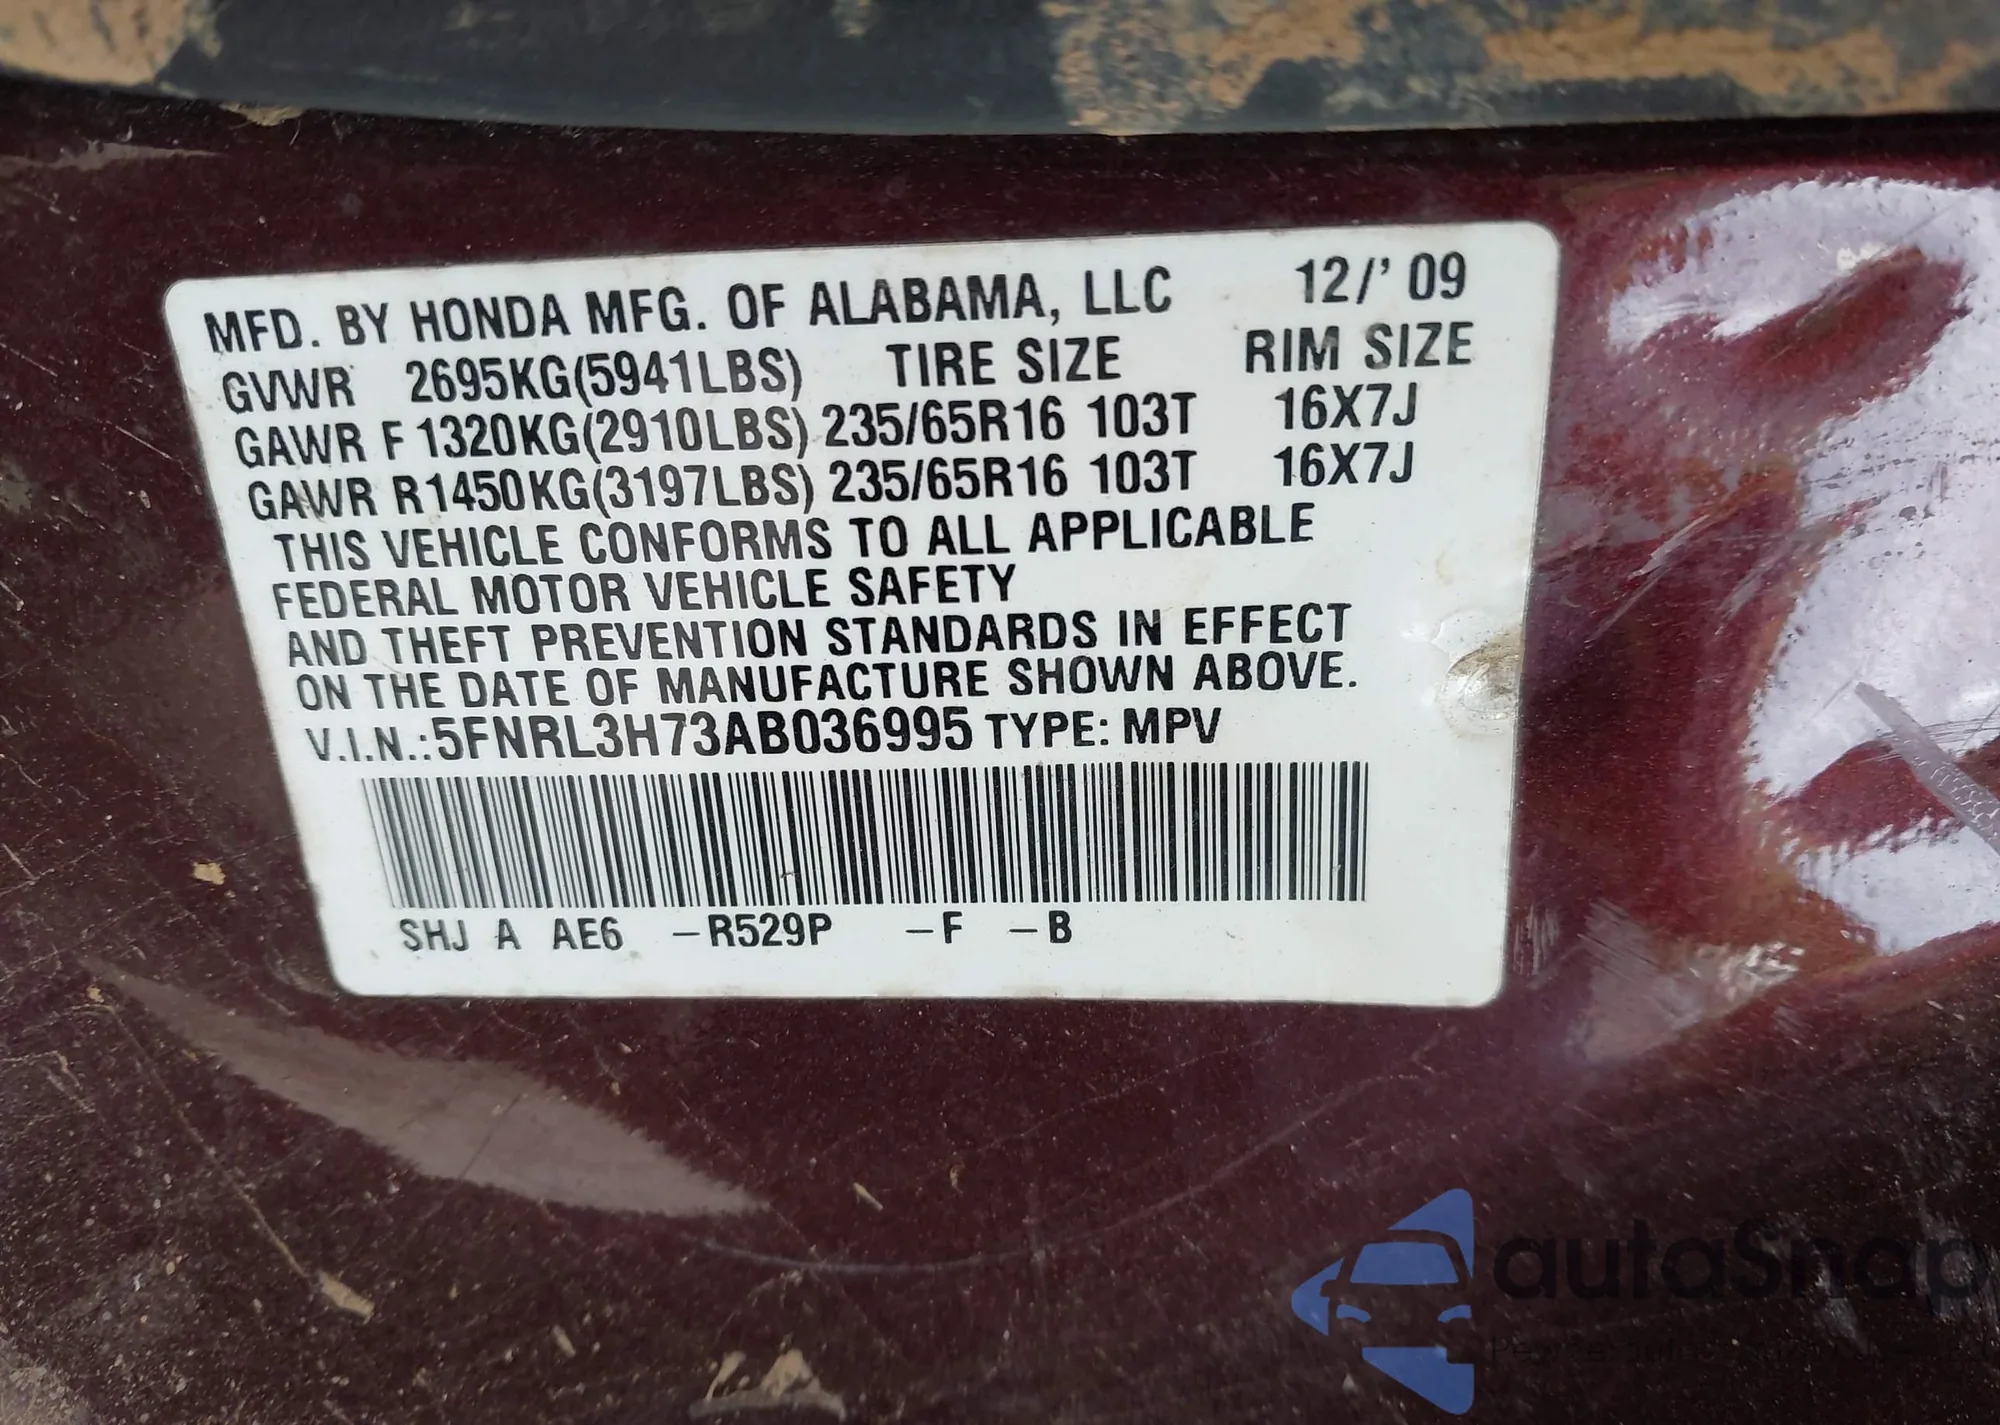 MFD. BY HONDA MFG. OF ALABAMA, LLC 12/' 09
GVWR 2695KG(5941LBS) TIRE SIZE RIM SIZE
GAWR F 1320KG(2910LBS) 235/65R16 103T 16X7J
GAWR R1450KG(3197LBS) 235/65R16 103T 16X7J
THIS VEHICLE CONFORMS TO ALL APPLICABLE
FEDERAL MOTOR VEHICLE SAFETY
AND THEFT PREVENTION STANDARDS IN EFFECT
ON THE DATE OF MANUFACTURE SHOWN ABOVE.
V.I.N.:5FNRL3H73AB036995 TYPE: MPV
SHJ A AE6 -R529P -F -B
autoSnap